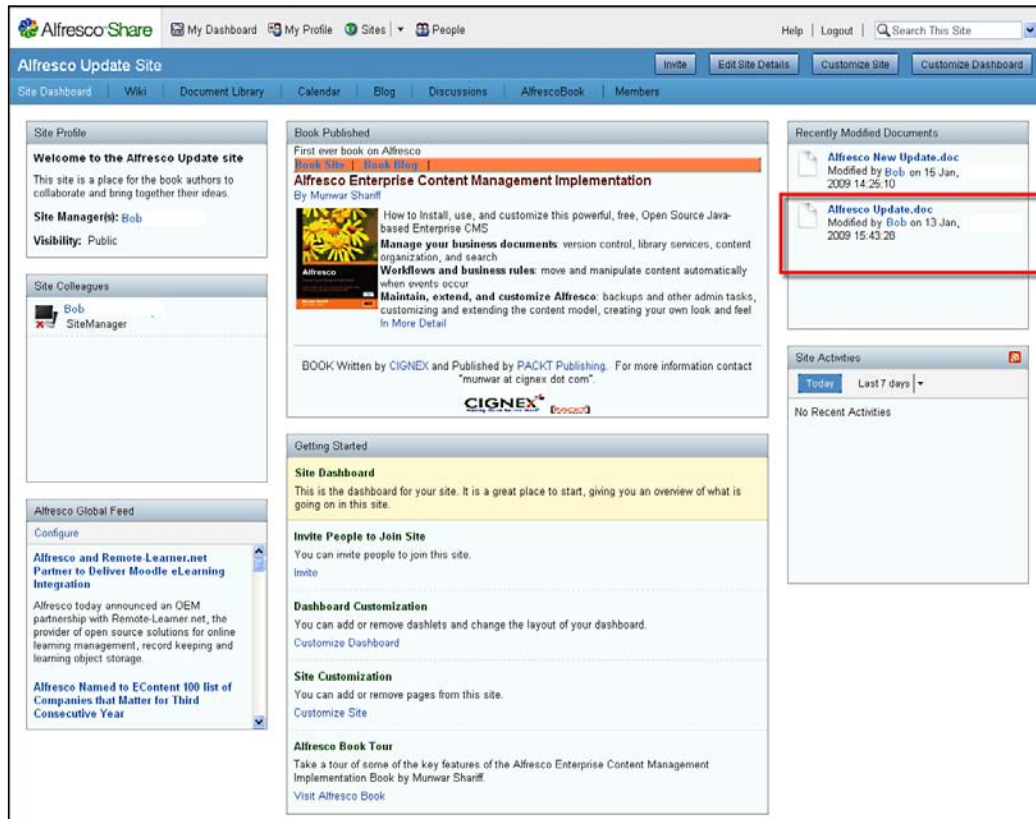 Alfresco Share
My Dashboard My Profile Sites People
Help | Logout | Search This Site
Alfresco Update Site
Invite Edit Site Details Customize Site Customize Dashboard
Site Dashboard Wiki Document Library Calendar Blog Discussions AlfrescoBook Members
Site Profile
Welcome to the Alfresco Update site
This site is a place for the book authors to
collaborate and bring together their ideas.
Site Manager(s): Bob
Visibility: Public
Site Colleagues
Bob
SiteManager
Alfresco Global Feed
Configure
Alfresco and Remote-Learner.net
Partner to Deliver Moodle eLearning
Integration
Alfresco today announced an OEM
partnership with Remote-Learner.net, the
provider of open source solutions for online
learning management, record keeping and
learning object storage.
Alfresco Named to EContent 100 list of
Companies that Matter for Third
Consecutive Year
Book Published
First ever book on Alfresco
Book Site | Book Blog |
Alfresco Enterprise Content Management Implementation
By Munwar Shariff
Alfresco
How to Install, use, and customize this powerful, free, Open Source Java-
based Enterprise CMS
Manage your business documents: version control, library services, content
organization, and search
Workflows and business rules: move and manipulate content automatically
when events occur
Maintain, extend, and customize Alfresco: backups and other admin tasks,
customizing and extending the content model, creating your own look and feel
In More Detail
BOOK Written by CIGNEX and Published by PACKT Publishing. For more information contact
"munwar at cignex dot com".
CIGNEX [PACKT]
Getting Started
Site Dashboard
This is the dashboard for your site. It is a great place to start, giving you an overview of what is
going on in this site.
Invite People to Join Site
You can invite people to join this site.
Invite
Dashboard Customization
You can add or remove dashlets and change the layout of your dashboard.
Customize Dashboard
Site Customization
You can add or remove pages from this site.
Customize Site
Alfresco Book Tour
Take a tour of some of the key features of the Alfresco Enterprise Content Management
Implementation Book by Munwar Shariff.
Visit Alfresco Book
Recently Modified Documents
Alfresco New Update.doc
Modified by Bob on 15 Jan,
2009 14:25:10
Alfresco Update.doc
Modified by Bob on 13 Jan,
2009 15:43:28
Site Activities
Today Last 7 days
No Recent Activities